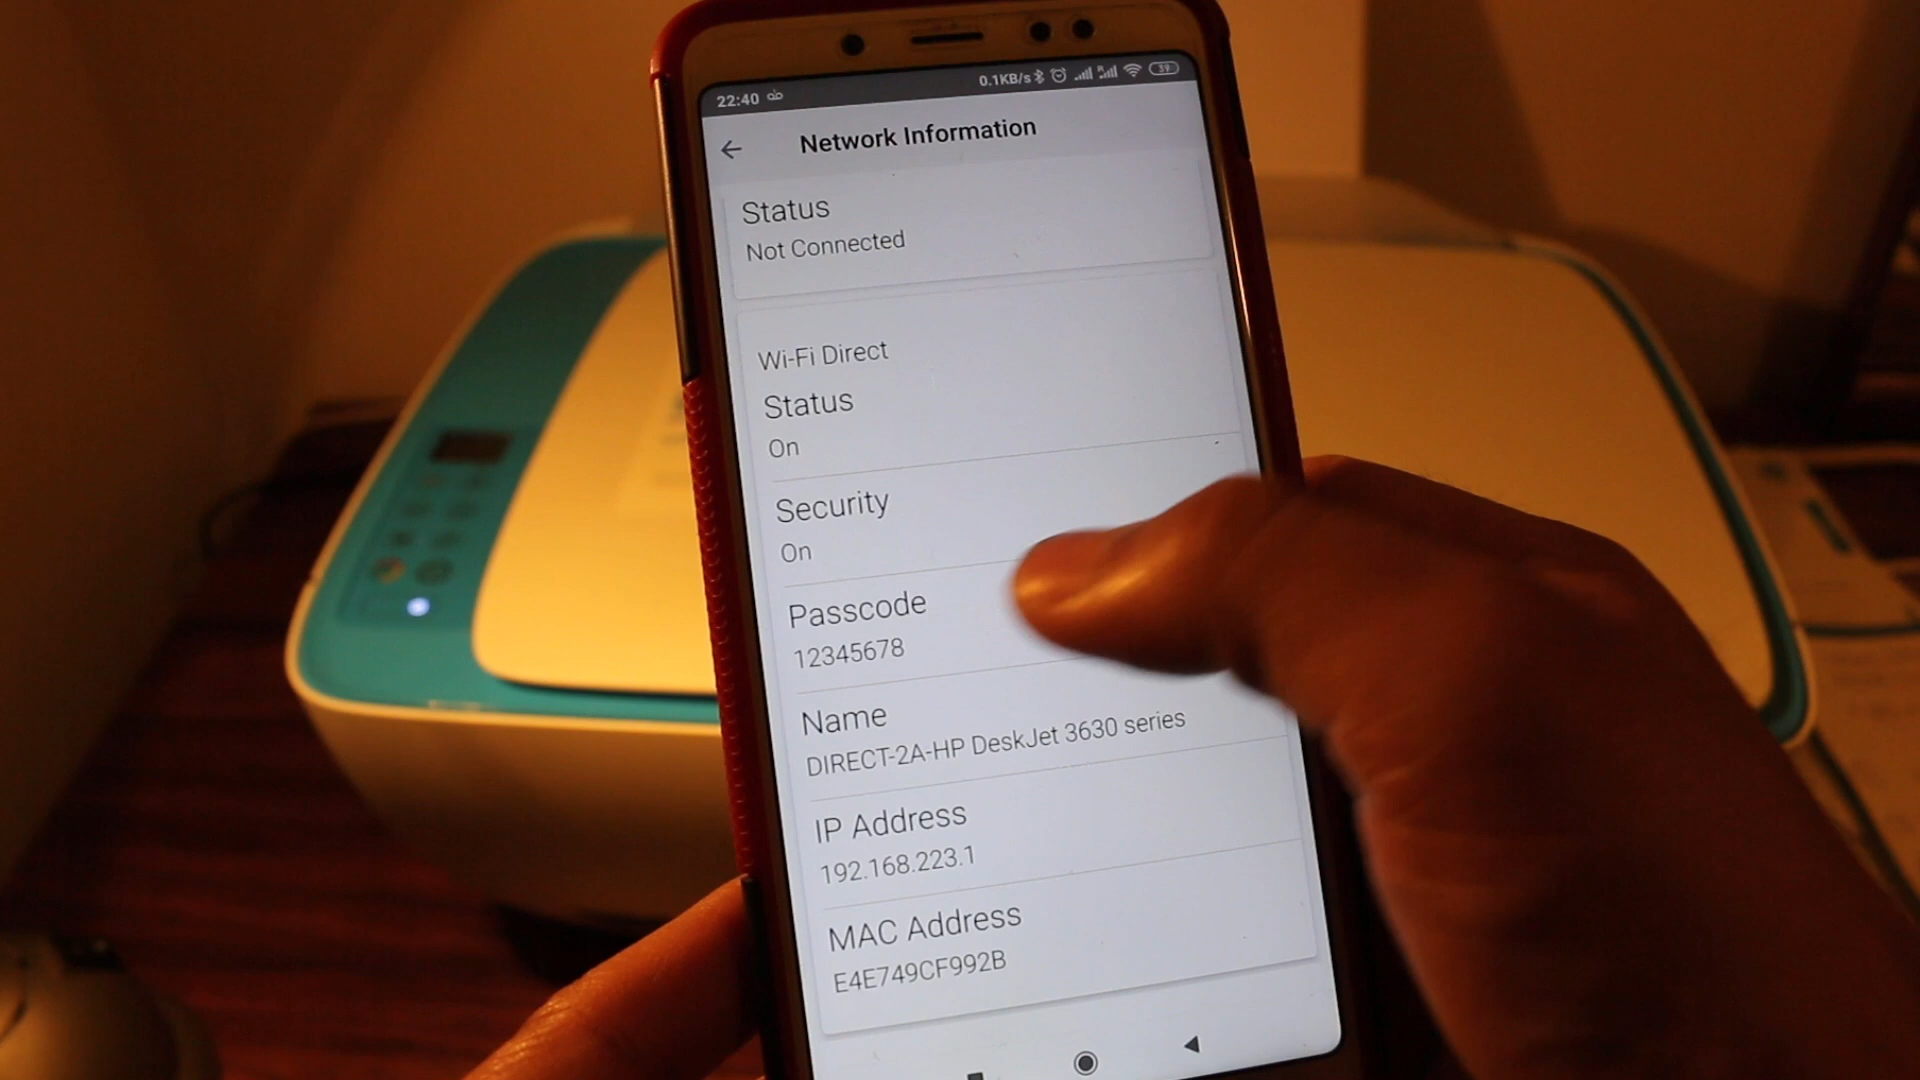 22:40
0.1KB/s
59
Network Information
Status
Not Connected
Wi-Fi Direct
Status
On
Security
On
Passcode
12345678
Name
DIRECT-2A-HP DeskJet 3630 series
IP Address
192.168.223.1
MAC Address
E4E749CF992B